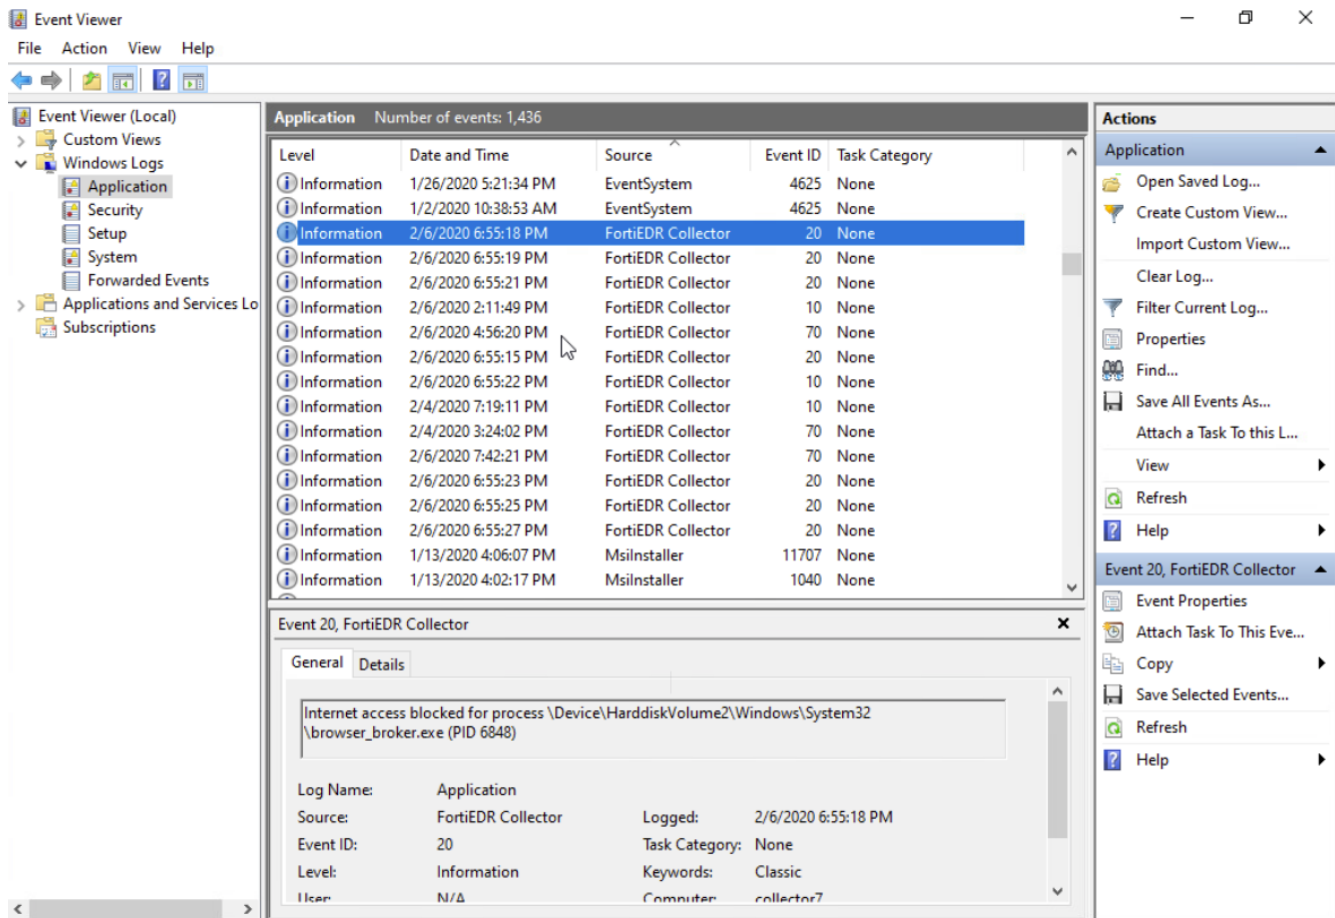 Event Viewer
File Action View Help
Event Viewer (Local)
Custom Views
Windows Logs
Application
Security
Setup
System
Forwarded Events
Applications and Services Lo
Subscriptions
Application Number of events: 1,436
Level Date and Time Source Event ID Task Category
Information 1/26/2020 5:21:34 PM EventSystem 4625 None
Information 1/2/2020 10:38:53 AM EventSystem 4625 None
Information 2/6/2020 6:55:18 PM FortiEDR Collector 20 None
Information 2/6/2020 6:55:19 PM FortiEDR Collector 20 None
Information 2/6/2020 6:55:21 PM FortiEDR Collector 20 None
Information 2/6/2020 2:11:49 PM FortiEDR Collector 10 None
Information 2/6/2020 4:56:20 PM FortiEDR Collector 70 None
Information 2/6/2020 6:55:15 PM FortiEDR Collector 20 None
Information 2/6/2020 6:55:22 PM FortiEDR Collector 10 None
Information 2/4/2020 7:19:11 PM FortiEDR Collector 10 None
Information 2/4/2020 3:24:02 PM FortiEDR Collector 70 None
Information 2/6/2020 7:42:21 PM FortiEDR Collector 70 None
Information 2/6/2020 6:55:23 PM FortiEDR Collector 20 None
Information 2/6/2020 6:55:25 PM FortiEDR Collector 20 None
Information 2/6/2020 6:55:27 PM FortiEDR Collector 20 None
Information 1/13/2020 4:06:07 PM MsiInstaller 11707 None
Information 1/13/2020 4:02:17 PM MsiInstaller 1040 None
Event 20, FortiEDR Collector
General Details
Internet access blocked for process \Device\HarddiskVolume2\Windows\System32
\browser_broker.exe (PID 6848)
Log Name: Application
Source: FortiEDR Collector Logged: 2/6/2020 6:55:18 PM
Event ID: 20 Task Category: None
Level: Information Keywords: Classic
User: N/A Computer: collector7
Actions
Application
Open Saved Log...
Create Custom View...
Import Custom View...
Clear Log...
Filter Current Log...
Properties
Find...
Save All Events As...
Attach a Task To this L...
View
Refresh
Help
Event 20, FortiEDR Collector
Event Properties
Attach Task To This Eve...
Copy
Save Selected Events...
Refresh
Help